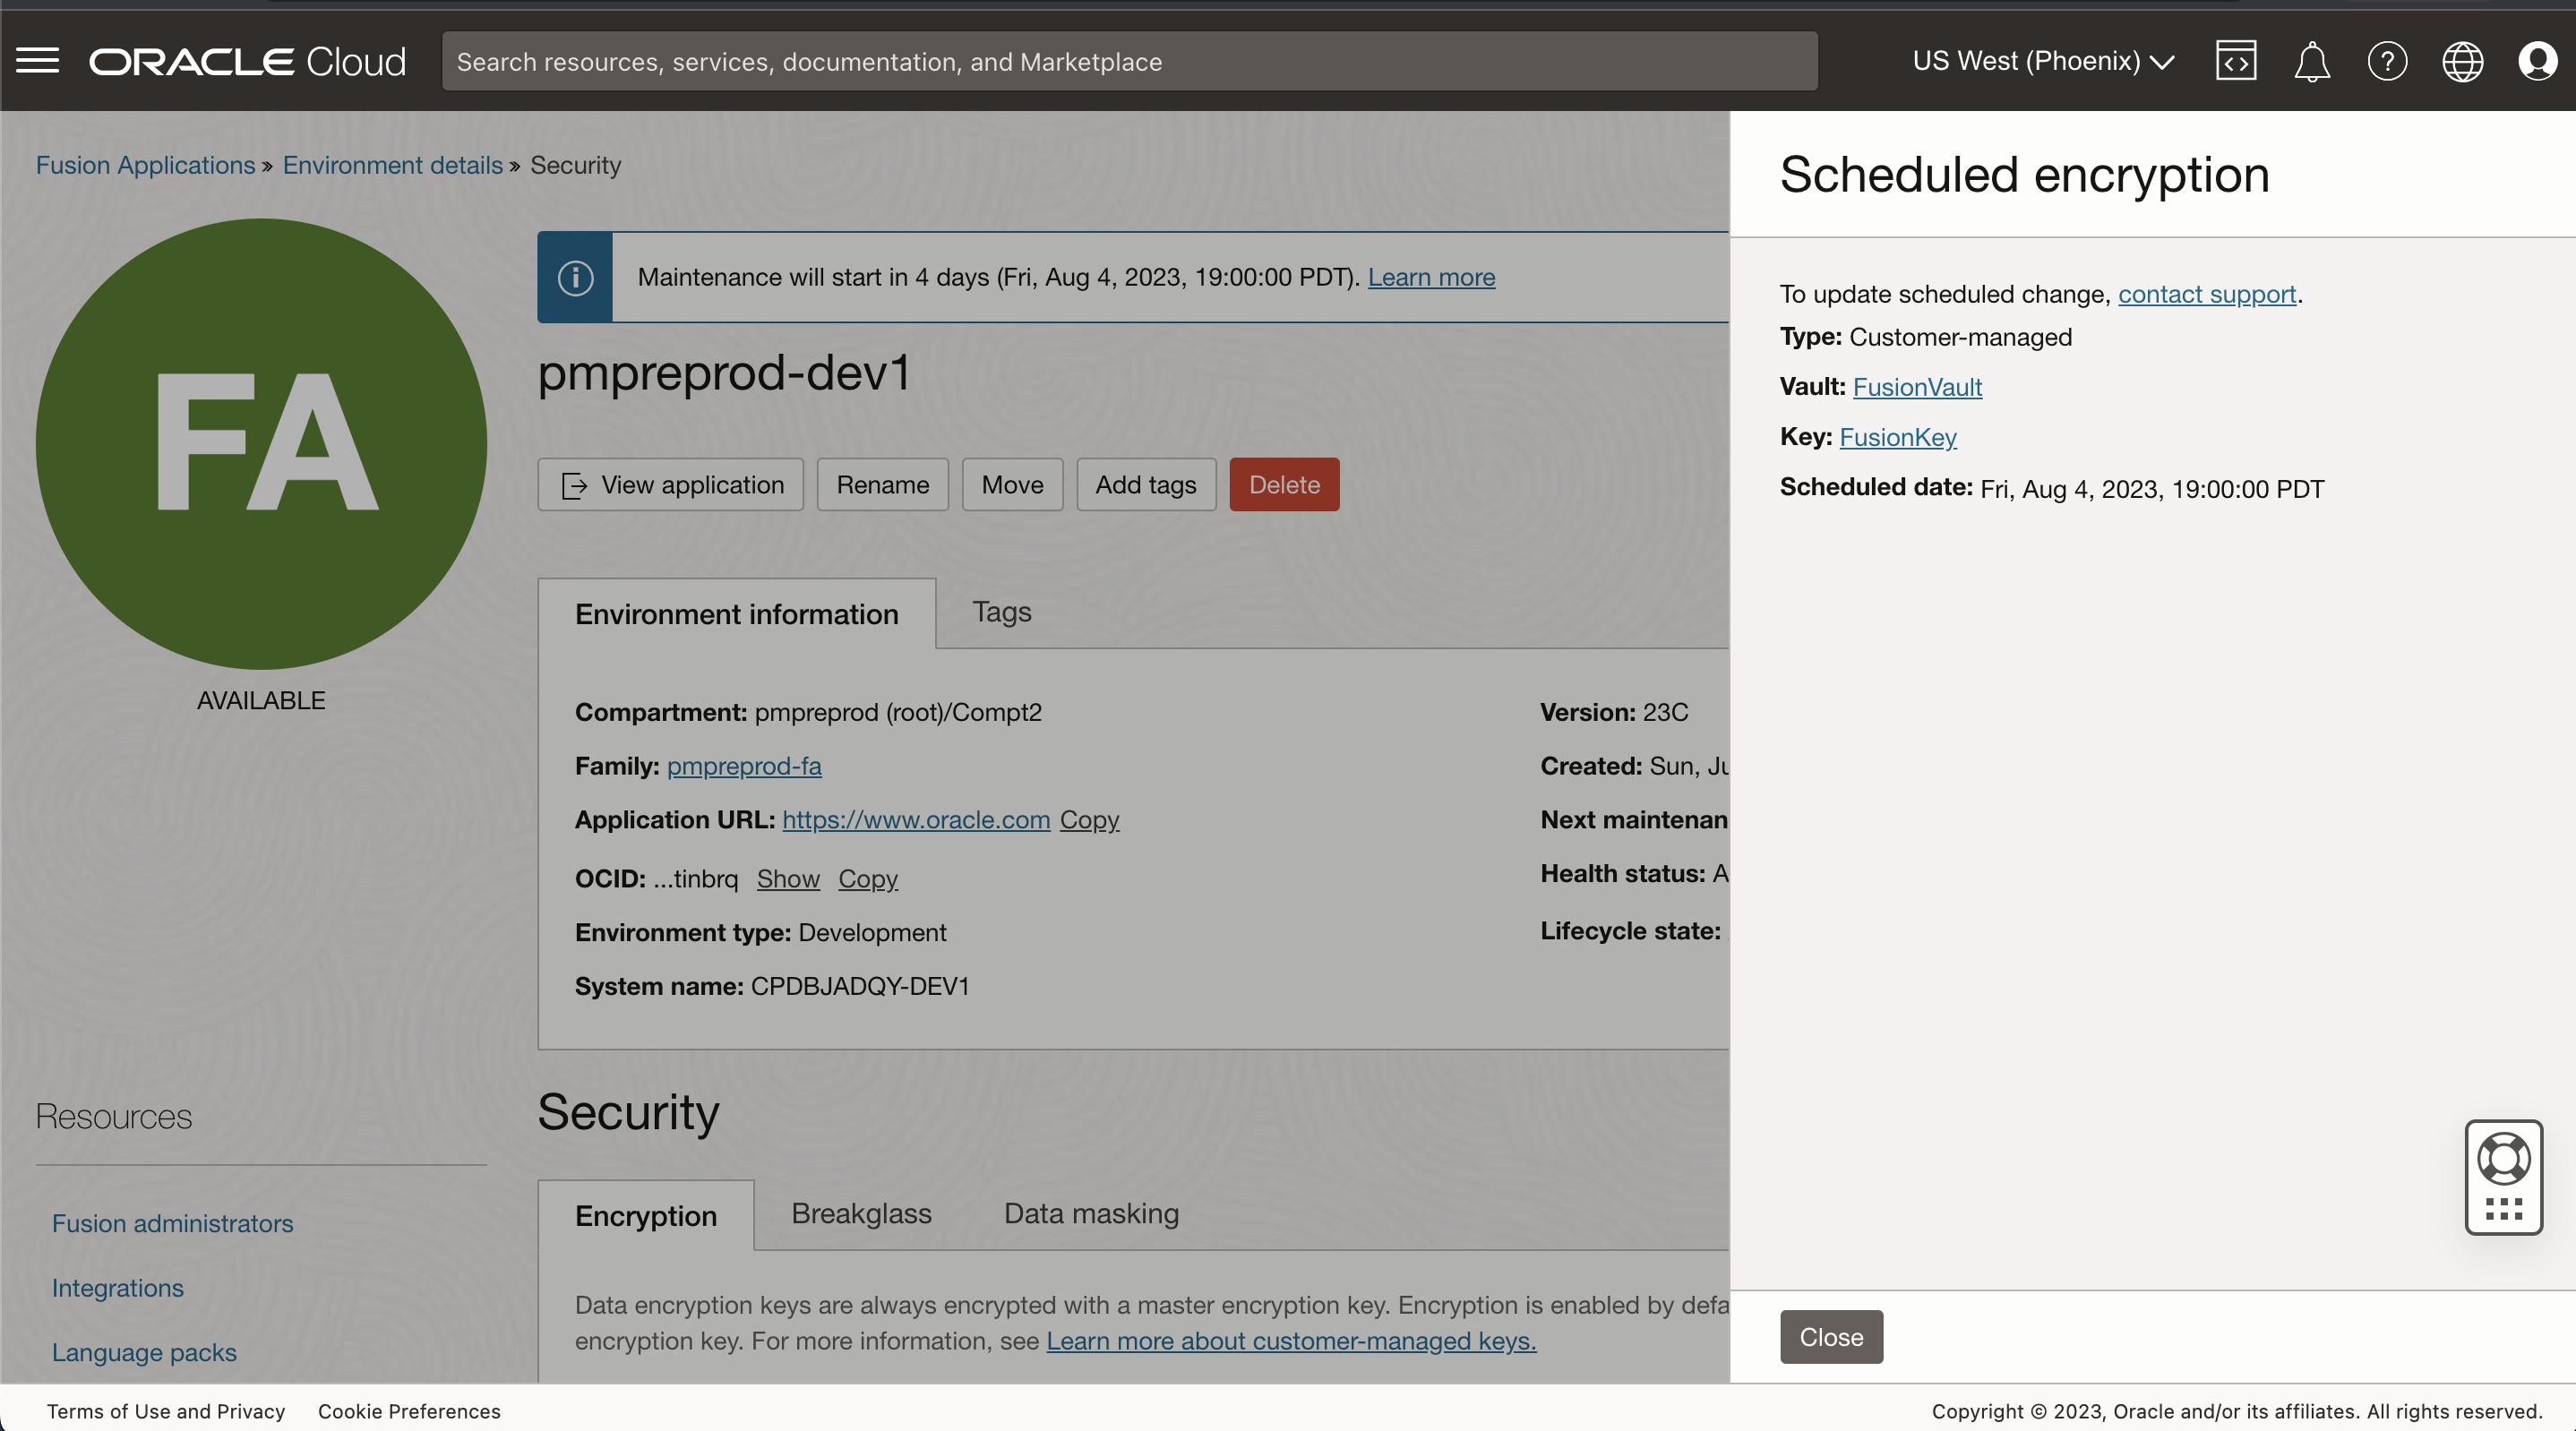 ORACLE Cloud
Search resources, services, documentation, and Marketplace
US West (Phoenix)
Fusion Applications » Environment details » Security
FA
AVAILABLE
Maintenance will start in 4 days (Fri, Aug 4, 2023, 19:00:00 PDT). Learn more
pmpreprod-dev1
View application
Rename
Move
Add tags
Delete
Environment information
Tags
Compartment: pmpreprod (root)/Compt2
Family: pmpreprod-fa
Application URL: https://www.oracle.com Copy
OCID: ...tinbrq Show Copy
Environment type: Development
System name: CPDBJADQY-DEV1
Version: 23C
Created: Sun, Ju
Next maintenan
Health status: A
Lifecycle state:
Resources
Fusion administrators
Integrations
Language packs
Security
Encryption
Breakglass
Data masking
Data encryption keys are always encrypted with a master encryption key. Encryption is enabled by defa
encryption key. For more information, see Learn more about customer-managed keys.
Scheduled encryption
To update scheduled change, contact support.
Type: Customer-managed
Vault: FusionVault
Key: FusionKey
Scheduled date: Fri, Aug 4, 2023, 19:00:00 PDT
Close
Terms of Use and Privacy
Cookie Preferences
Copyright © 2023, Oracle and/or its affiliates. All rights reserved.